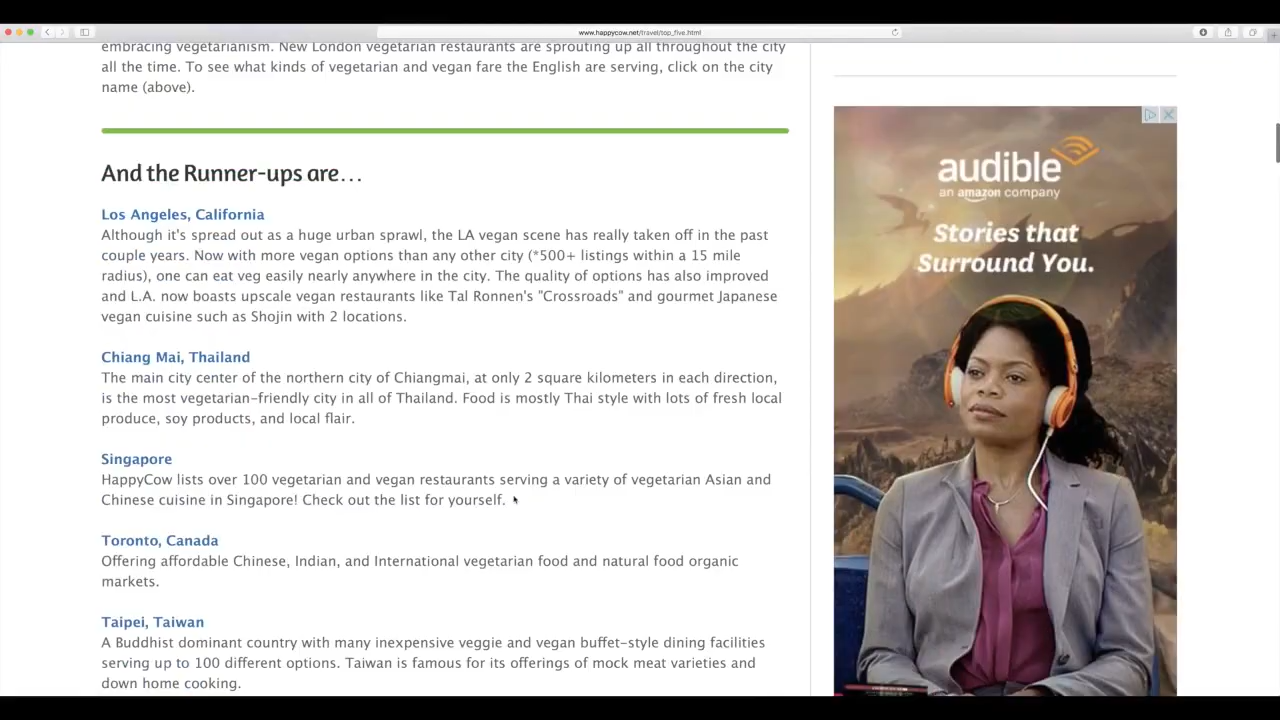 www.happycow.net/travel/top_five.html
embracing vegetarianism. New London vegetarian restaurants are sprouting up all throughout the city
all the time. To see what kinds of vegetarian and vegan fare the English are serving, click on the city
name (above).
And the Runner-ups are…
Los Angeles, California
Although it's spread out as a huge urban sprawl, the LA vegan scene has really taken off in the past
couple years. Now with more vegan options than any other city (*500+ listings within a 15 mile
radius), one can eat veg easily nearly anywhere in the city. The quality of options has also improved
and L.A. now boasts upscale vegan restaurants like Tal Ronnen's "Crossroads" and gourmet Japanese
vegan cuisine such as Shojin with 2 locations.
Chiang Mai, Thailand
The main city center of the northern city of Chiangmai, at only 2 square kilometers in each direction,
is the most vegetarian-friendly city in all of Thailand. Food is mostly Thai style with lots of fresh local
produce, soy products, and local flair.
Singapore
HappyCow lists over 100 vegetarian and vegan restaurants serving a variety of vegetarian Asian and
Chinese cuisine in Singapore! Check out the list for yourself.
Toronto, Canada
Offering affordable Chinese, Indian, and International vegetarian food and natural food organic
markets.
Taipei, Taiwan
A Buddhist dominant country with many inexpensive veggie and vegan buffet-style dining facilities
serving up to 100 different options. Taiwan is famous for its offerings of mock meat varieties and
down home cooking.
audible
an amazon company
Stories that
Surround You.